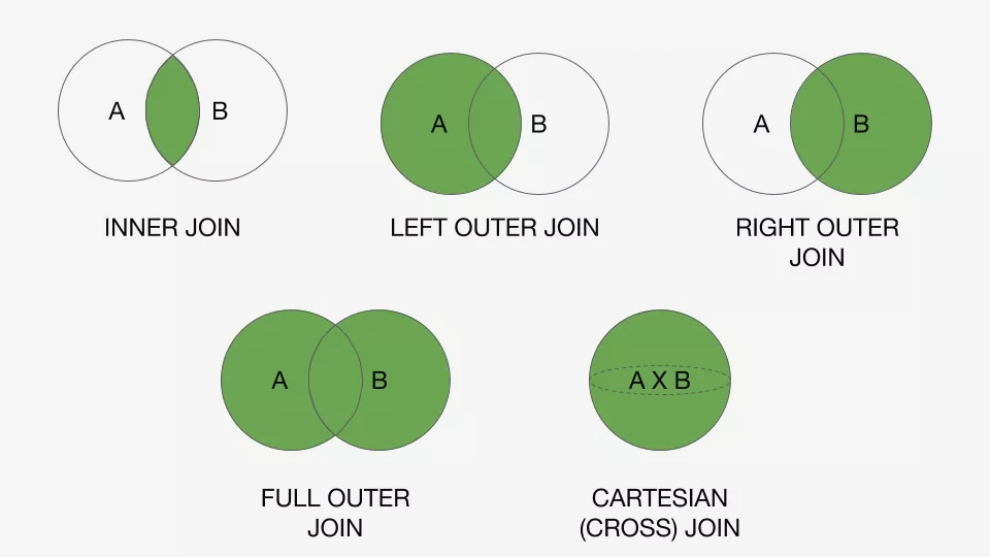 A B
INNER JOIN
A B
LEFT OUTER JOIN
A B
RIGHT OUTER
JOIN
A B
FULL OUTER
JOIN
A X B
CARTESIAN
(CROSS) JOIN